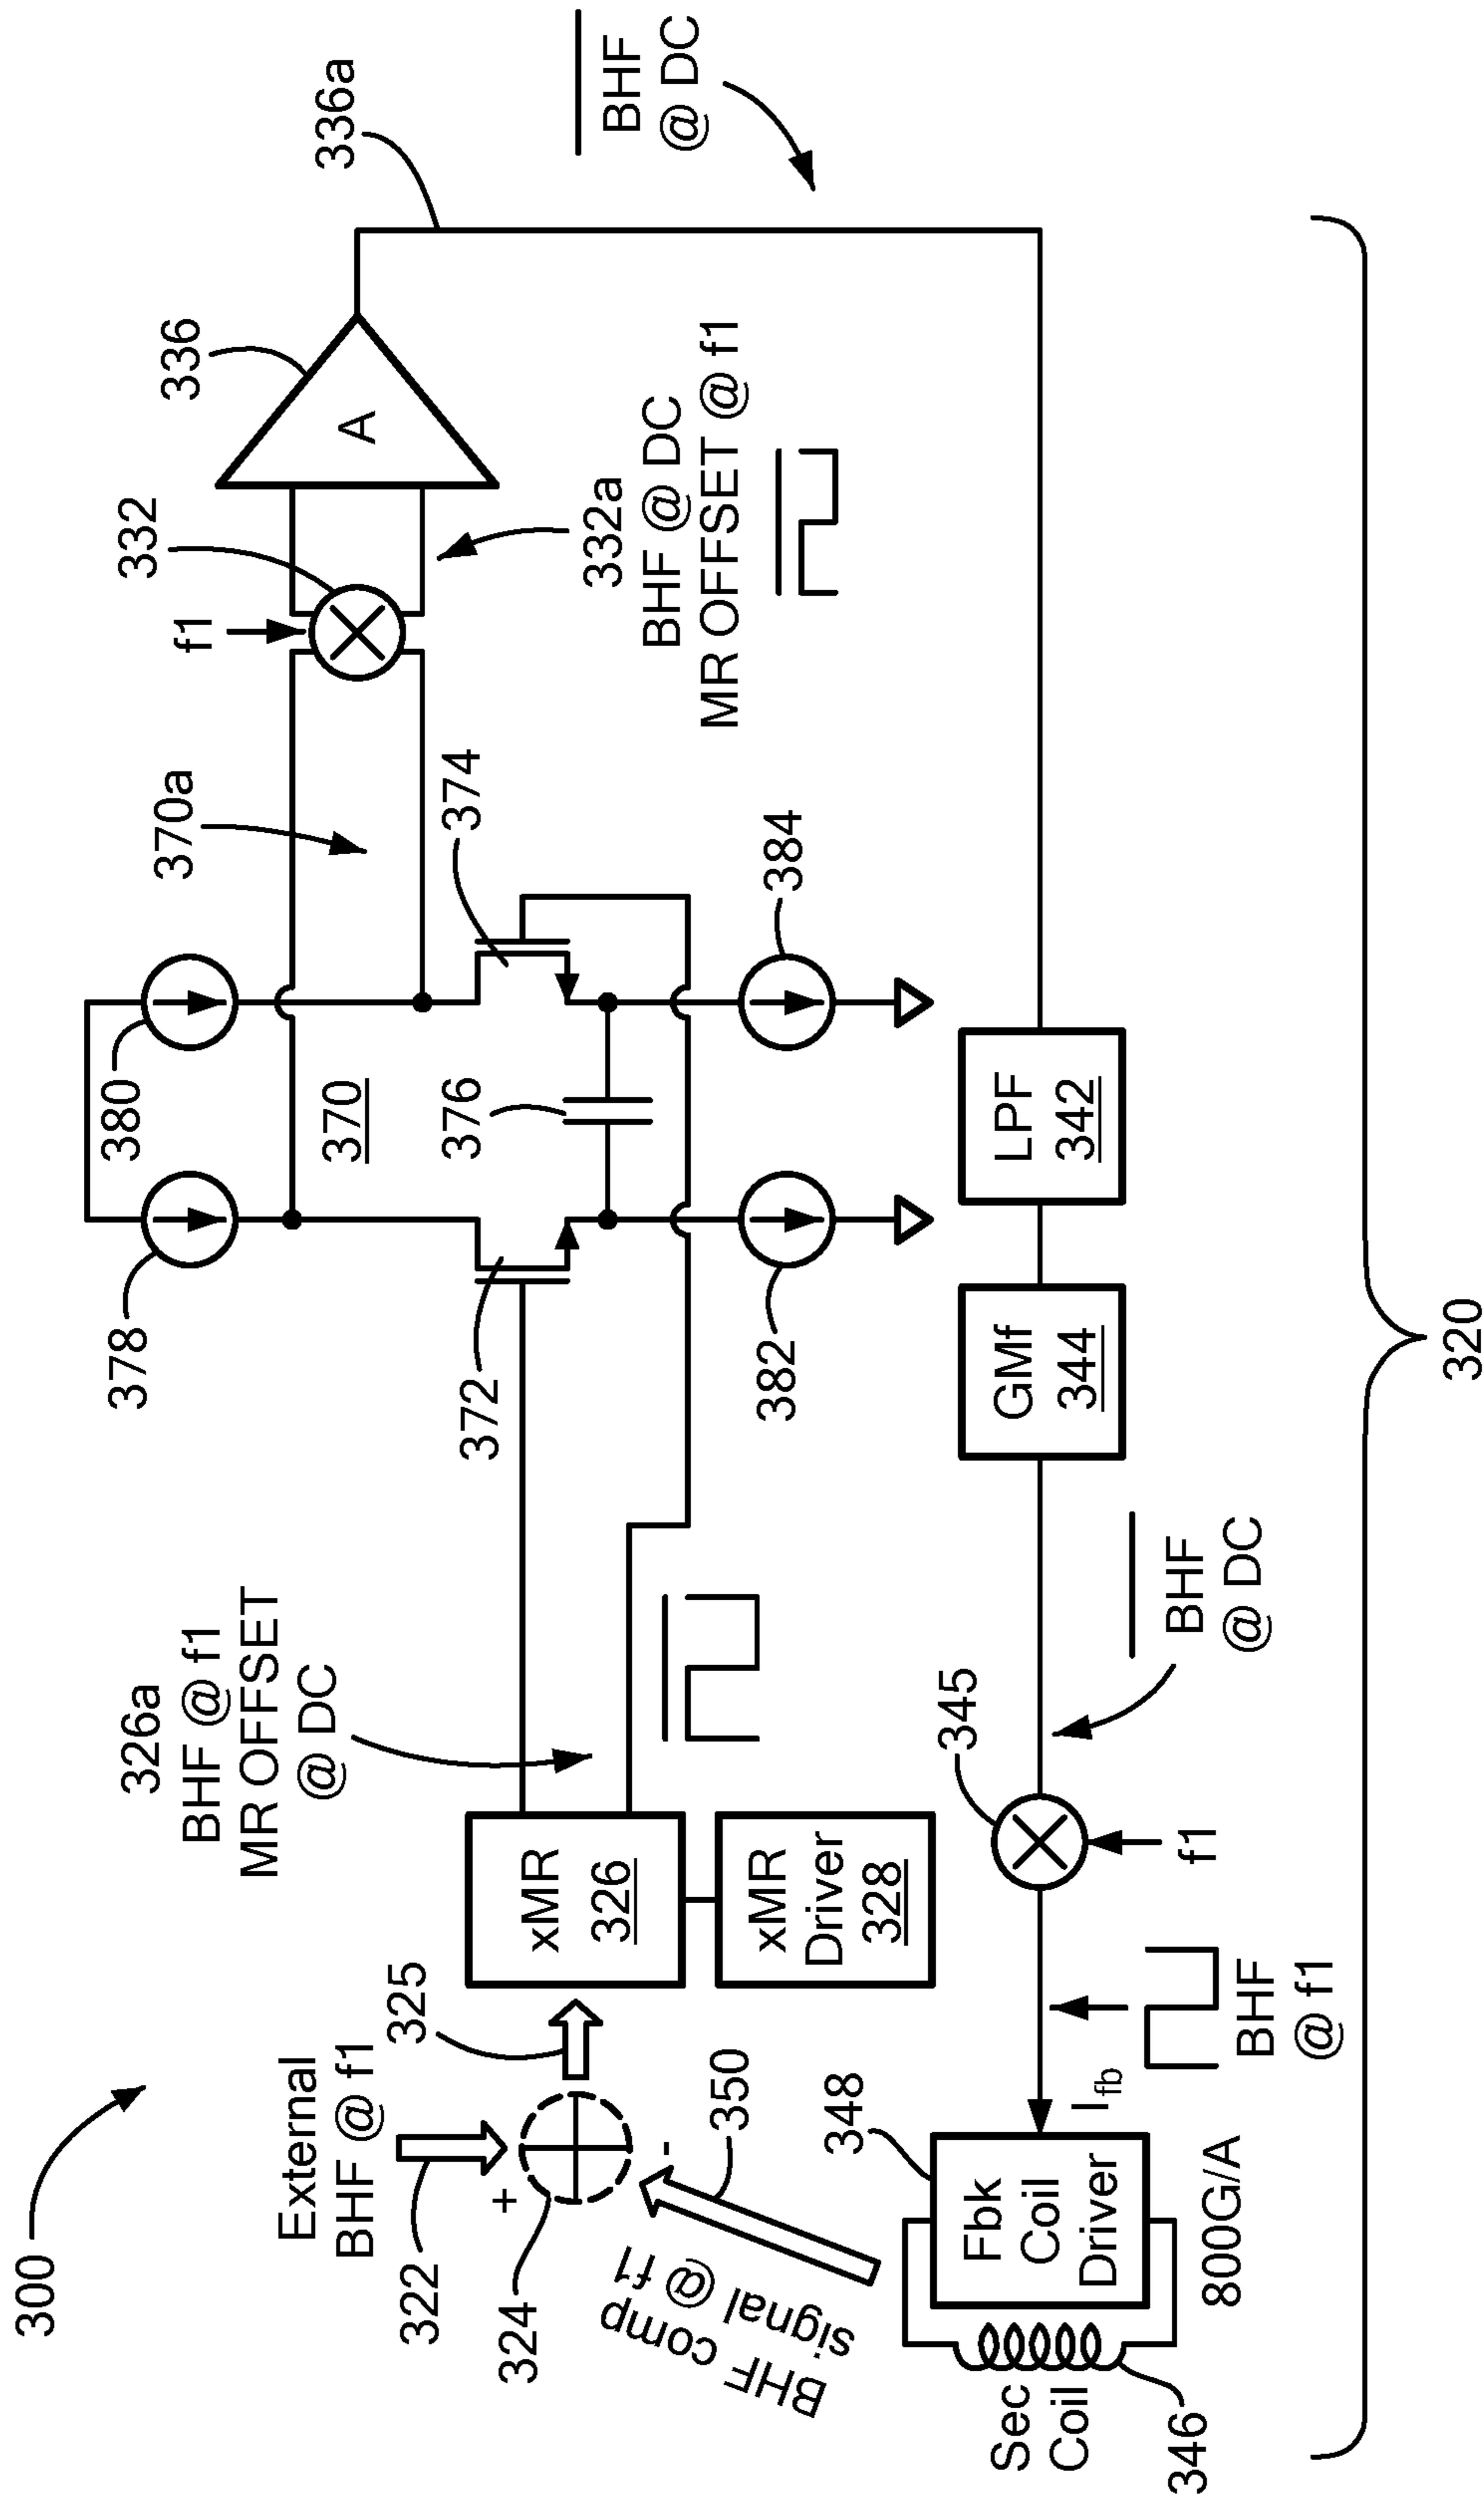 300
External
BHF @ f1
322
324
+
-
325
BHF comp
signal @ f1
350
326a
BHF @ f1
MR OFFSET
@ DC
xMR
326
xMR
Driver
328
378
380
370
370a
372
374
376
382
384
f1
332
332a
BHF @ DC
MR OFFSET @ f1
336
A
336a
BHF
@ DC
LPF
342
GMf
344
BHF
@ DC
345
f1
BHF
@ f1
Ifb
348
Fbk
Coil
Driver
800G/A
Sec
Coil
346
320